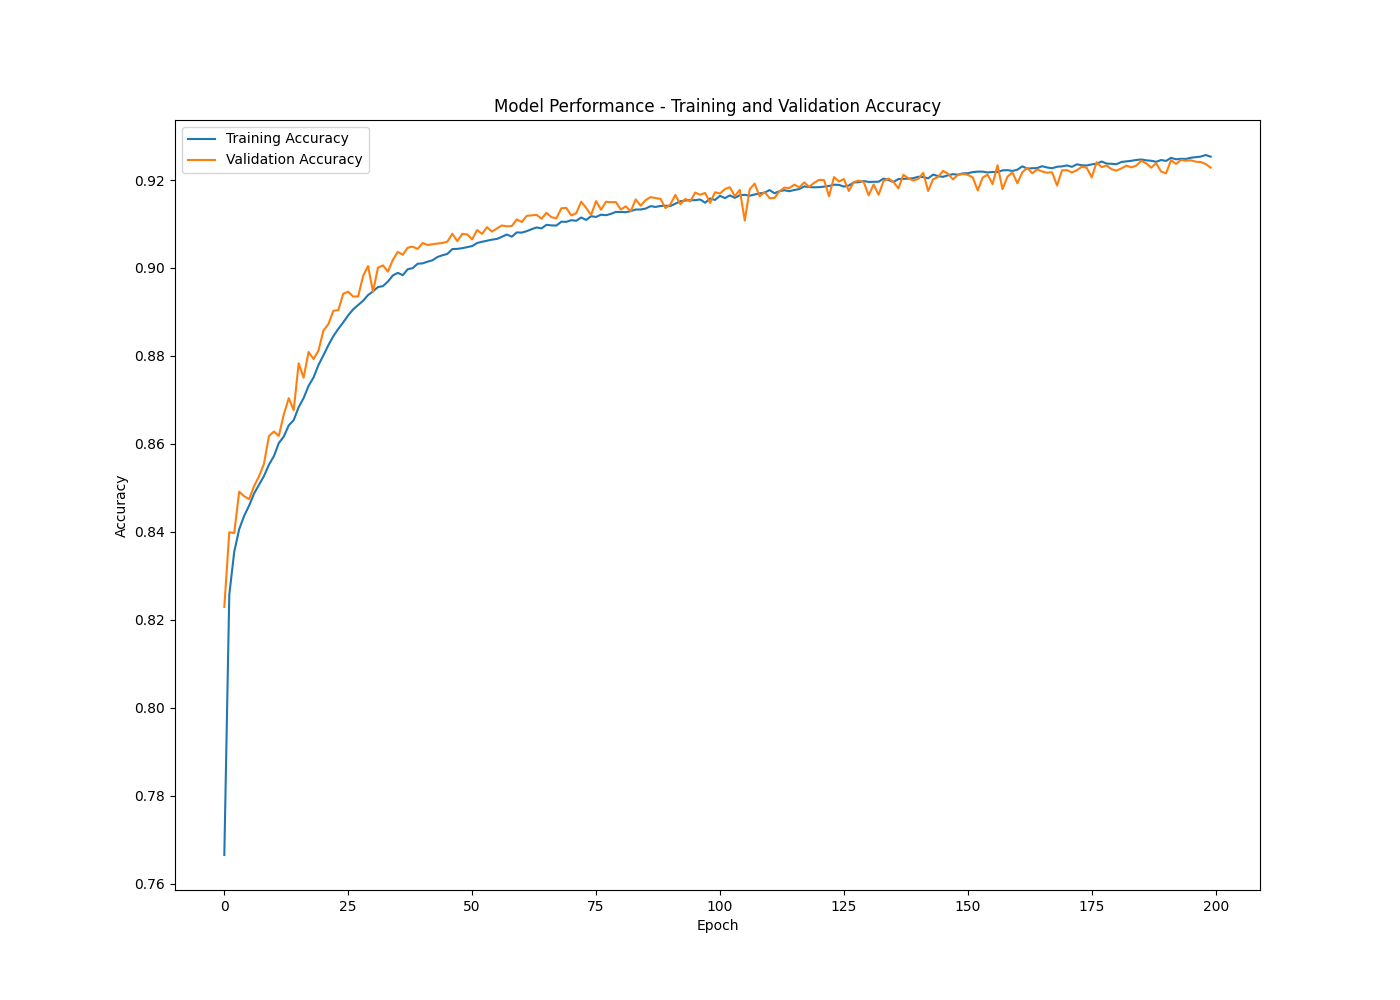 Model Performance - Training and Validation Accuracy
Training Accuracy
Validation Accuracy
0.92
0.90
0.88
0.86
0.84
0.82
0.80
0.78
0.76
Accuracy
0 25 50 75 100 125 150 175 200
Epoch